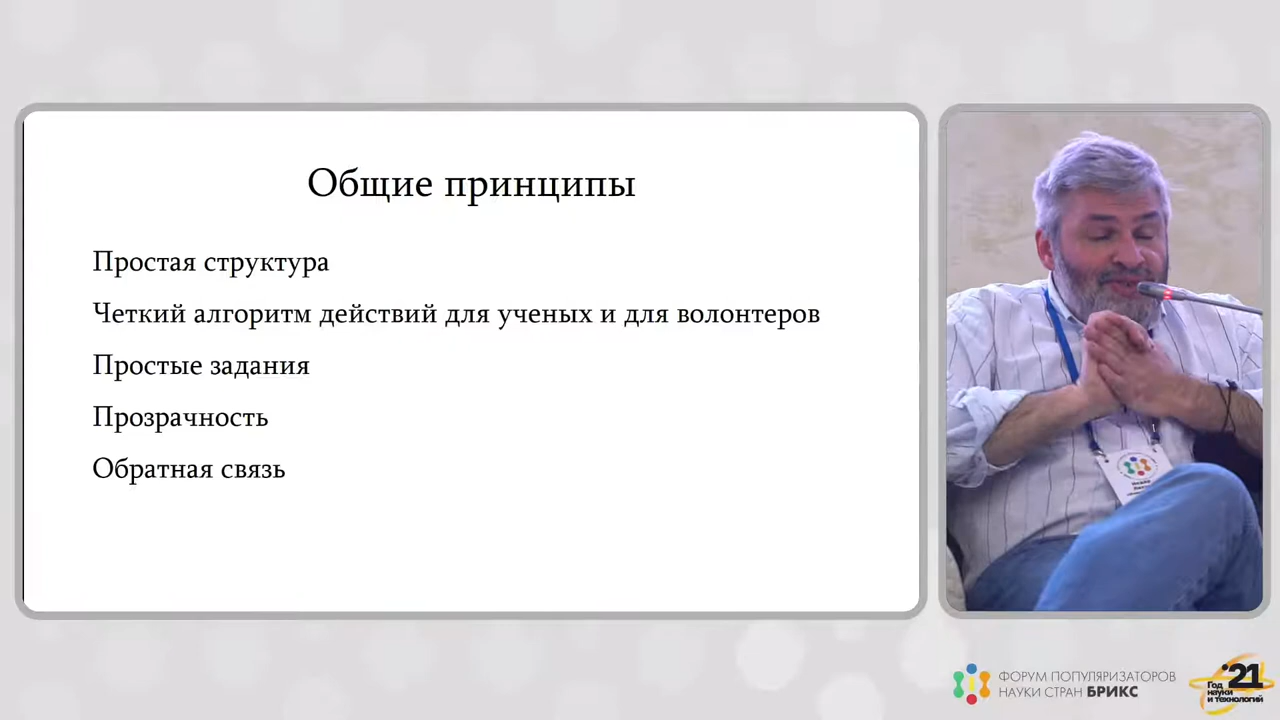 Общие принципы
Простая структура
Четкий алгоритм действий для ученых и для волонтеров
Простые задания
Прозрачность
Обратная связь
ФОРУМ ПОПУЛЯРИЗАТОРОВ
НАУКИ СТРАН БРИКС
'21
Год
науки
и технологий